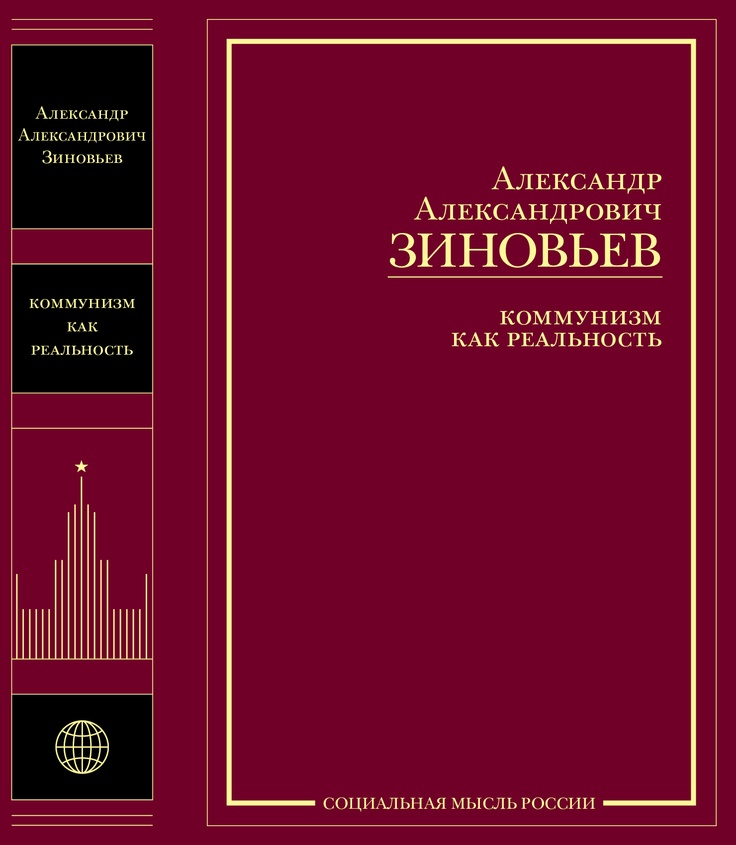 Александр
Александрович
Зиновьев
коммунизм
как
реальность
Александр
Александрович
ЗИНОВЬЕВ
коммунизм
как реальность
СОЦИАЛЬНАЯ МЫСЛЬ РОССИИ